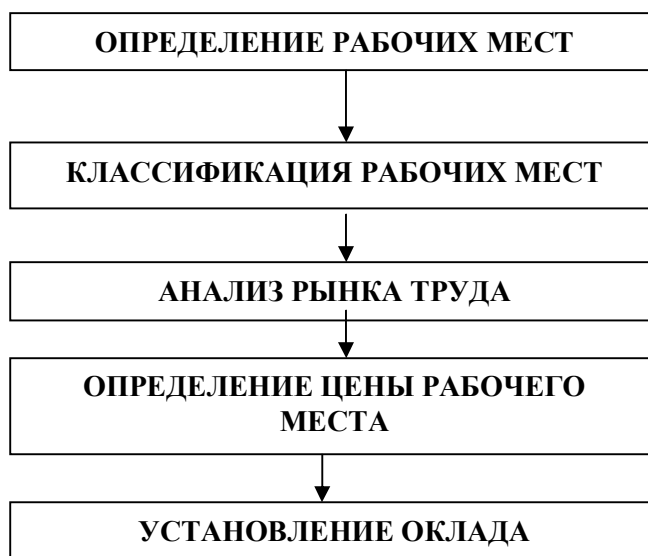 ОПРЕДЕЛЕНИЕ РАБОЧИХ МЕСТ
КЛАССИФИКАЦИЯ РАБОЧИХ МЕСТ
АНАЛИЗ РЫНКА ТРУДА
ОПРЕДЕЛЕНИЕ ЦЕНЫ РАБОЧЕГО
МЕСТА
УСТАНОВЛЕНИЕ ОКЛАДА